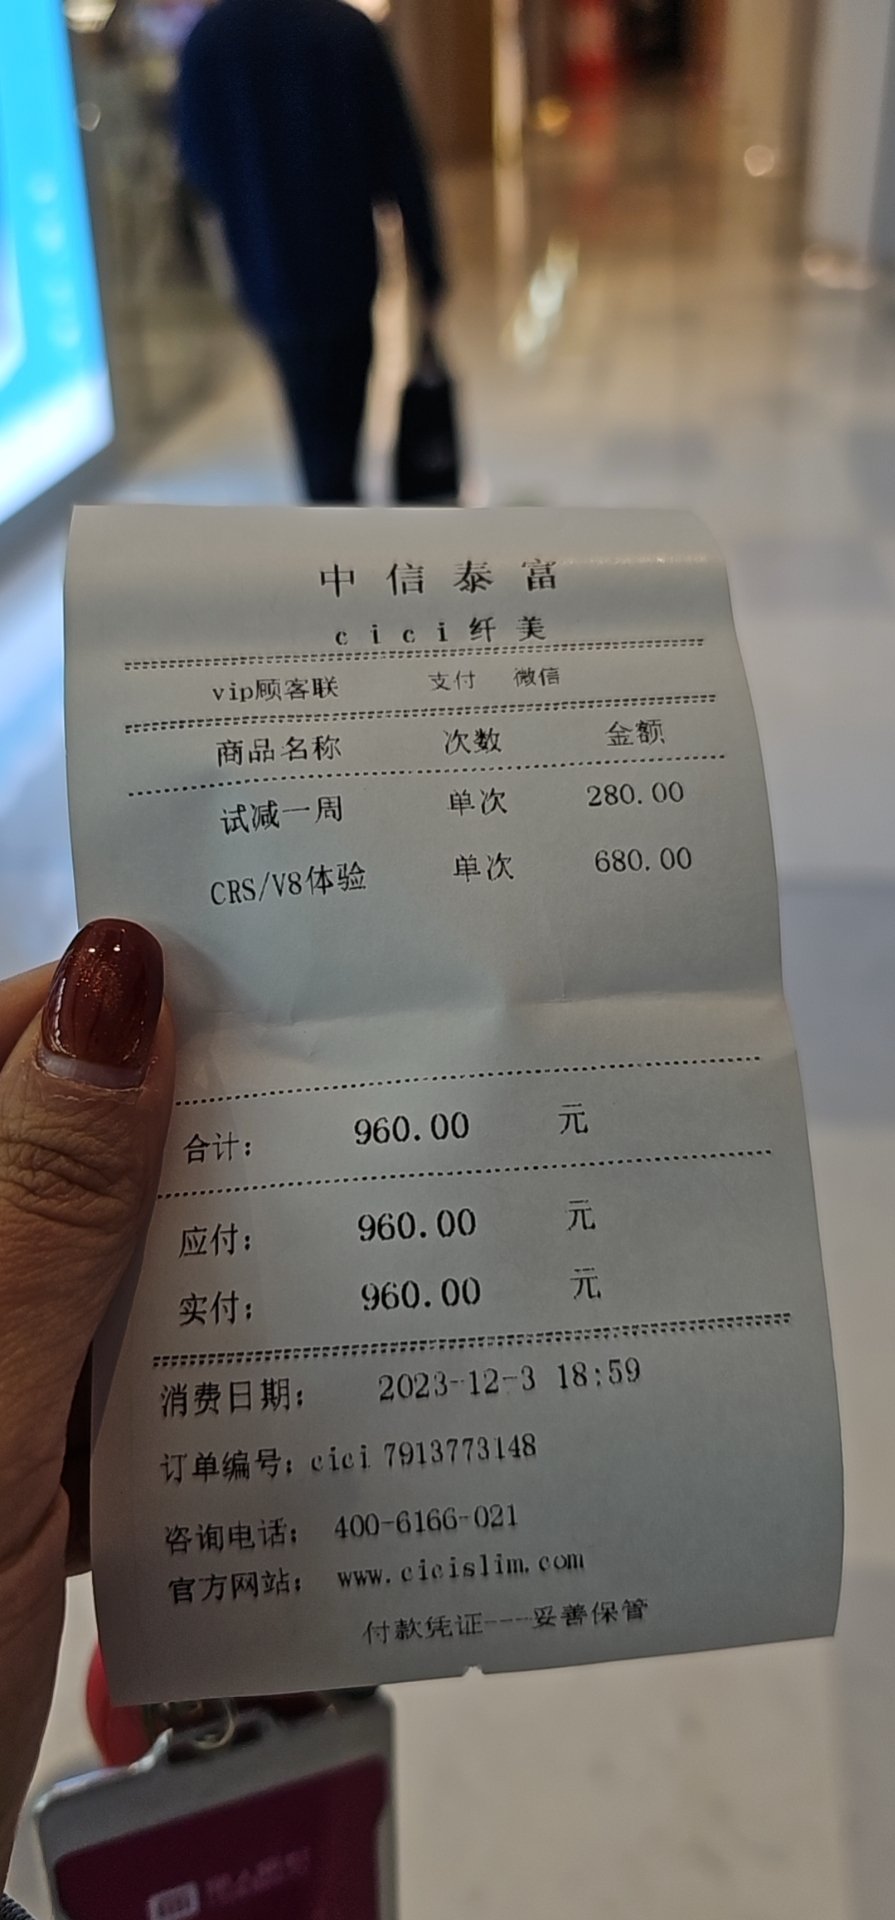 中信泰富
cici纤美
vip顾客联 支付 微信
商品名称 次数 金额
试减一周 单次 280.00
CRS/V8体验 单次 680.00
合计: 960.00 元
应付: 960.00 元
实付: 960.00 元
消费日期: 2023-12-3 18:59
订单编号: cici 7913773148
咨询电话: 400-6166-021
官方网站: www.cicislim.com
付款凭证---妥善保管